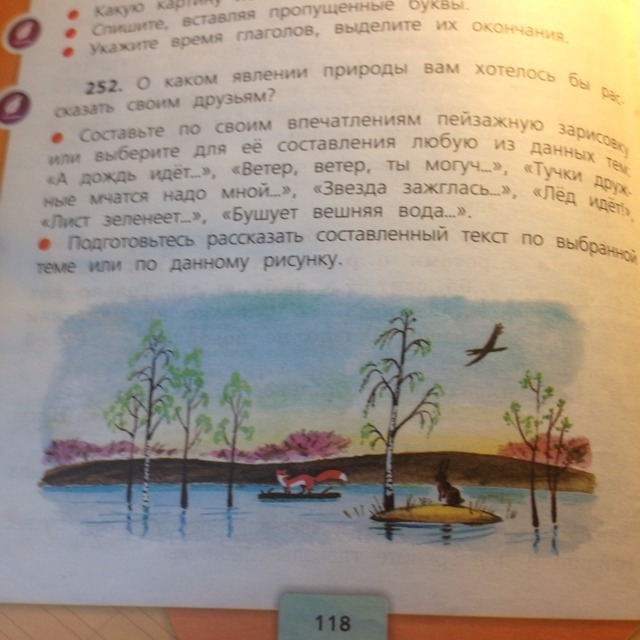 • Какую картину
• Спишите, вставляя пропущенные буквы.
• Укажите время глаголов, выделите их окончания.
252. О каком явлении природы вам хотелось бы рас-
сказать своим друзьям?
• Составьте по своим впечатлениям пейзажную зарисовку
или выберите для её составления любую из данных тем:
«А дождь идёт...», «Ветер, ветер, ты могуч...», «Тучки друж-
ные мчатся надо мной...», «Звезда зажглась...», «Лёд идёт!»,
«Лист зеленеет...», «Бушует вешняя вода...».
• Подготовьтесь рассказать составленный текст по выбранной
теме или по данному рисунку.
118